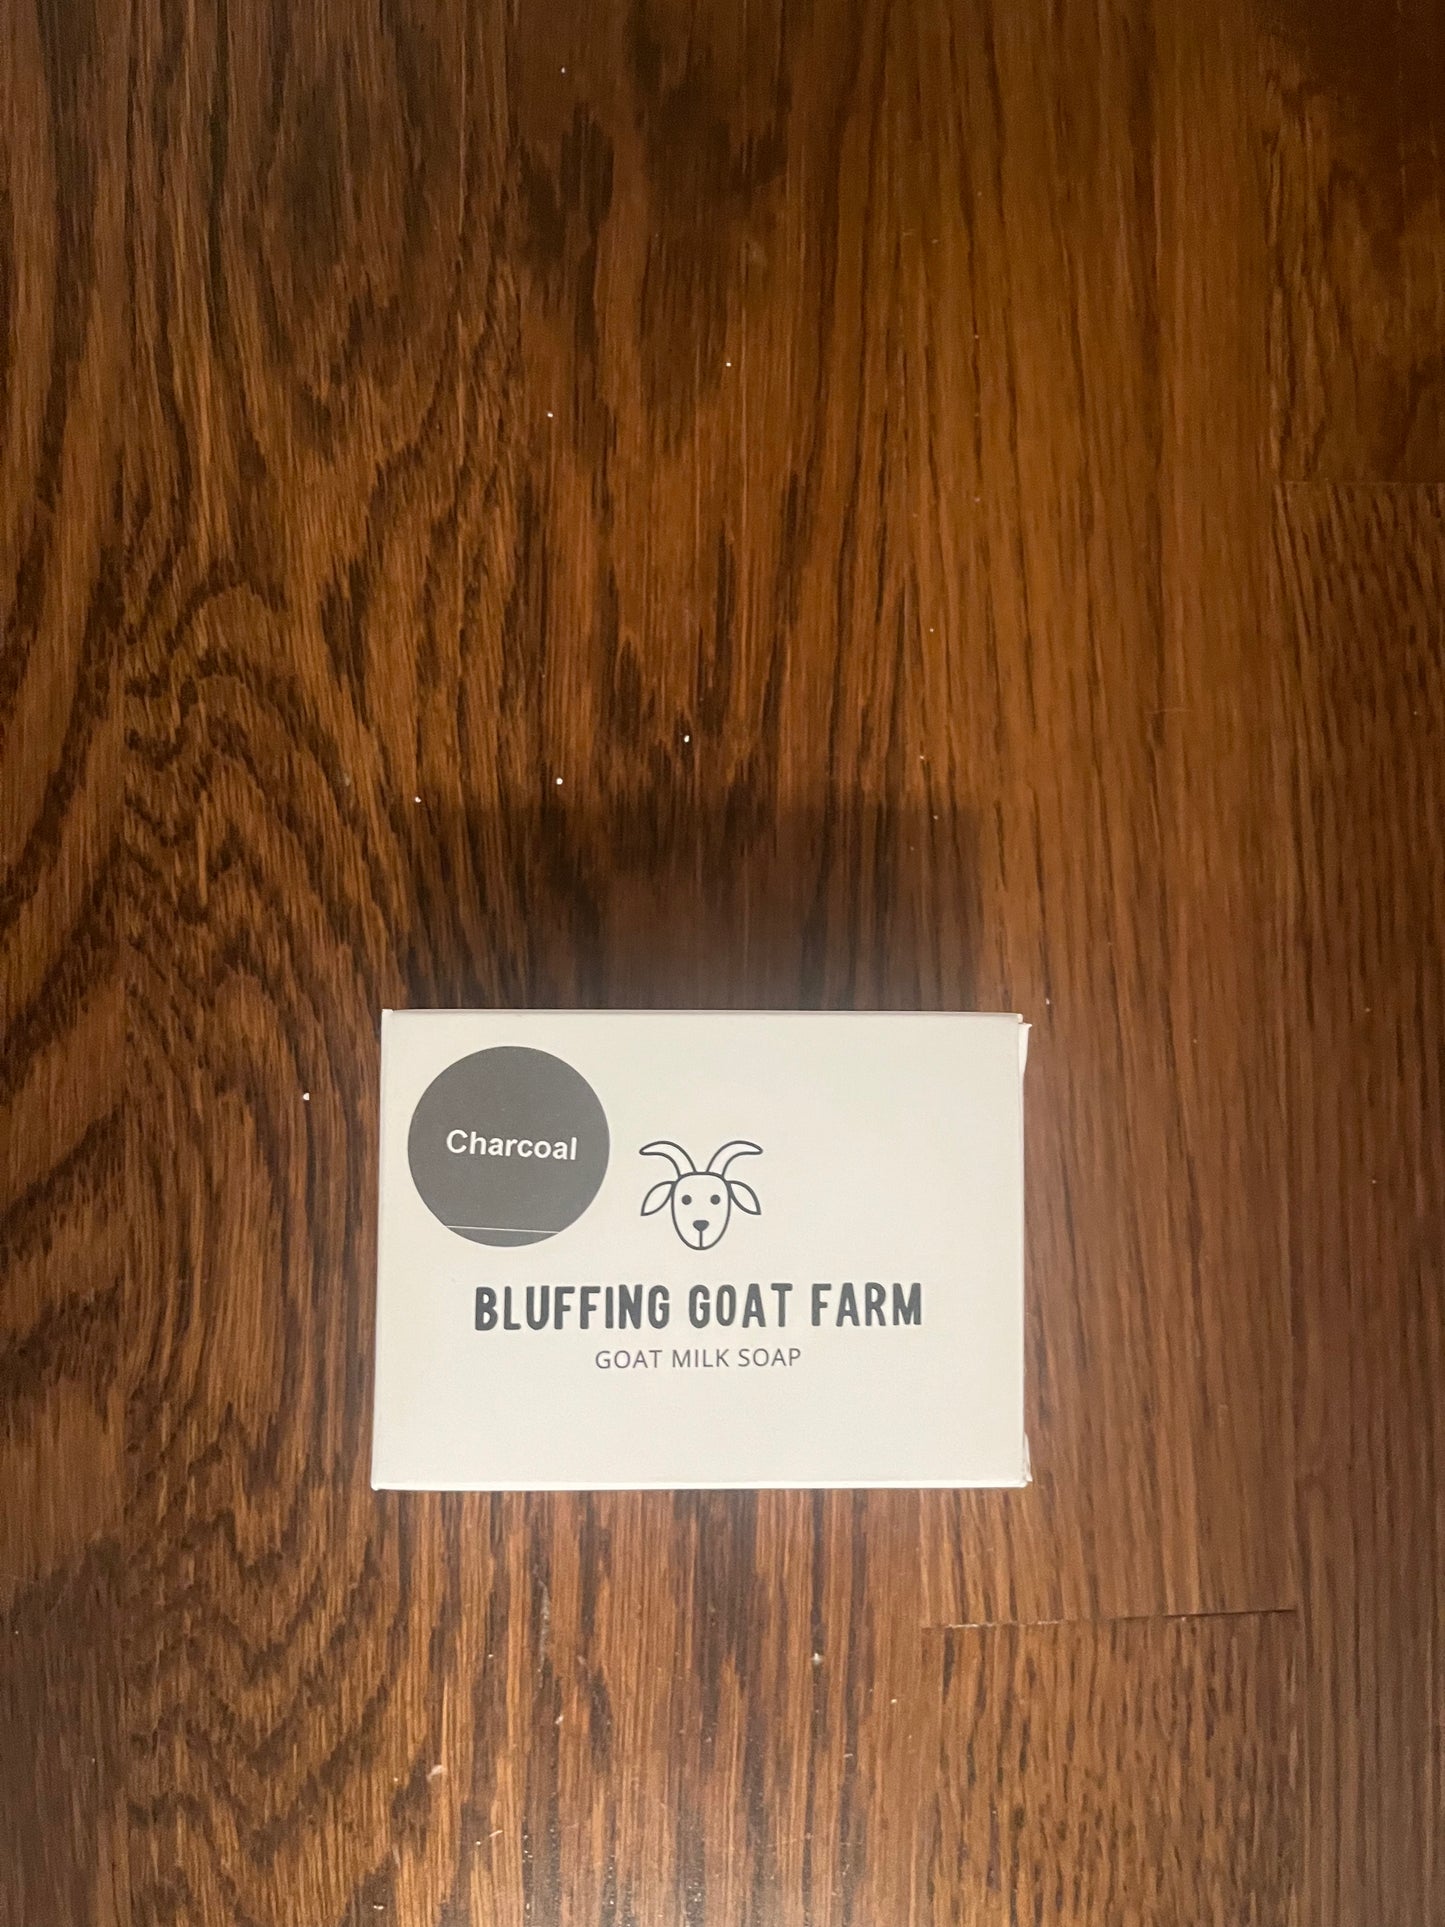 Charcoal
BLUFFING GOAT FARM
GOAT MILK SOAP